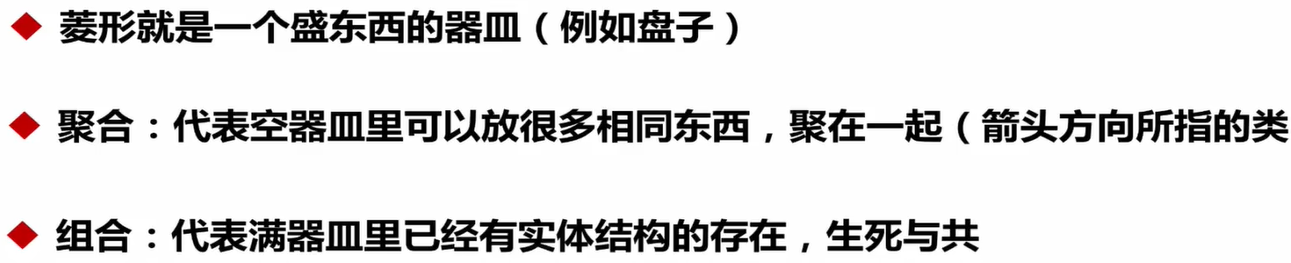 菱形就是一个盛东西的器皿（例如盘子）
聚合：代表空器皿里可以放很多相同东西，聚在一起（箭头方向所指的类
组合：代表满器皿里已经有实体结构的存在，生死与共